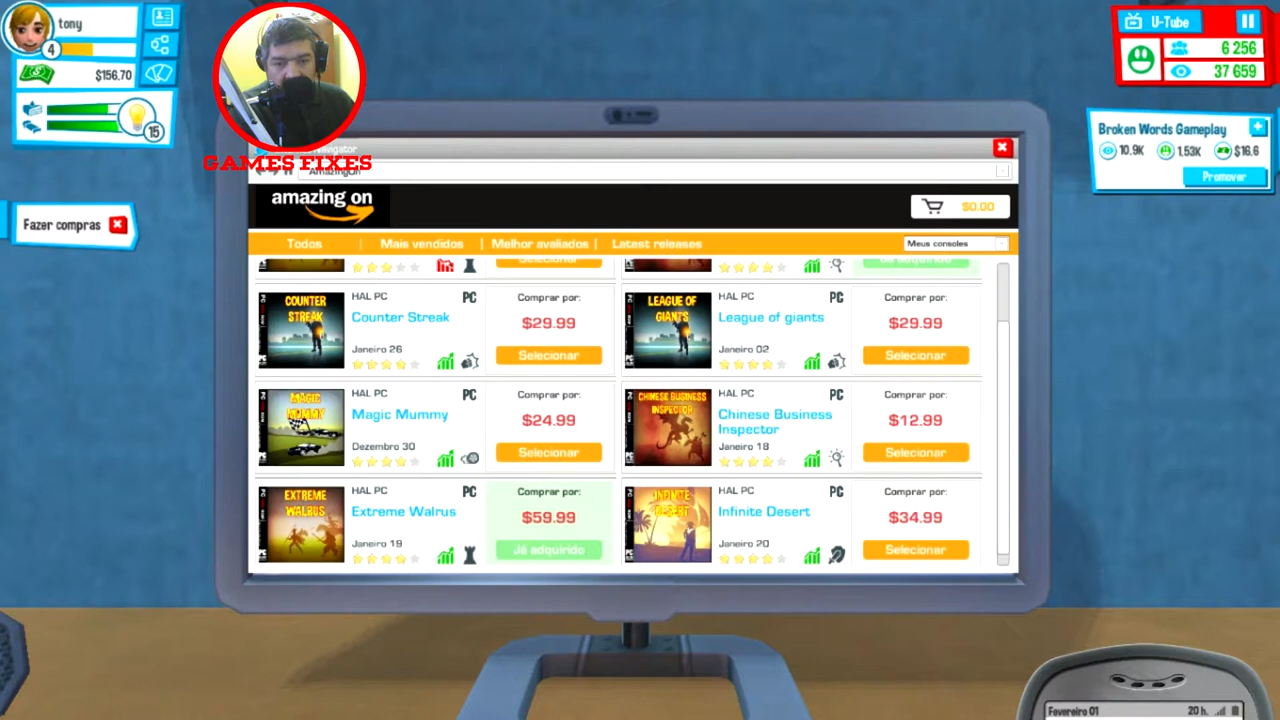 tony
4
$156.70
15
GAMES FIXES
U-Tube
6 256
37 659
Broken Words Gameplay
10.9K 1.53K $16.6
Promover
Fazer compras
AmazingOn
amazing on
$0.00
Todos | Mais vendidos | Melhor avaliados | Latest releases
Meus consoles
Selecionar
Já adquirido
COUNTER STREAK
HAL PC
PC
Counter Streak
Janeiro 26
Comprar por:
$29.99
Selecionar
LEAGUE OF GIANTS
HAL PC
PC
League of giants
Janeiro 02
Comprar por:
$29.99
Selecionar
MAGIC MUMMY
HAL PC
PC
Magic Mummy
Dezembro 30
Comprar por:
$24.99
Selecionar
CHINESE BUSINESS INSPECTOR
HAL PC
PC
Chinese Business
Inspector
Janeiro 18
Comprar por:
$12.99
Selecionar
EXTREME WALRUS
HAL PC
PC
Extreme Walrus
Janeiro 19
Comprar por:
$59.99
Já adquirido
INFINITE DESERT
HAL PC
PC
Infinite Desert
Janeiro 20
Comprar por:
$34.99
Selecionar
Fevereiro 01
20 h.